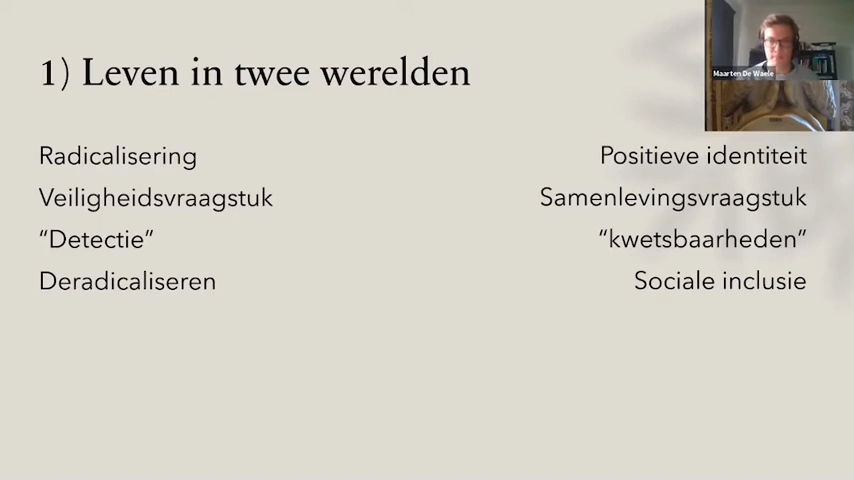 1) Leven in twee werelden
Maarten De Waele
Radicalisering
Positieve identiteit
Veiligheidsvraagstuk
Samenlevingsvraagstuk
“Detectie”
“kwetsbaarheden”
Deradicaliseren
Sociale inclusie